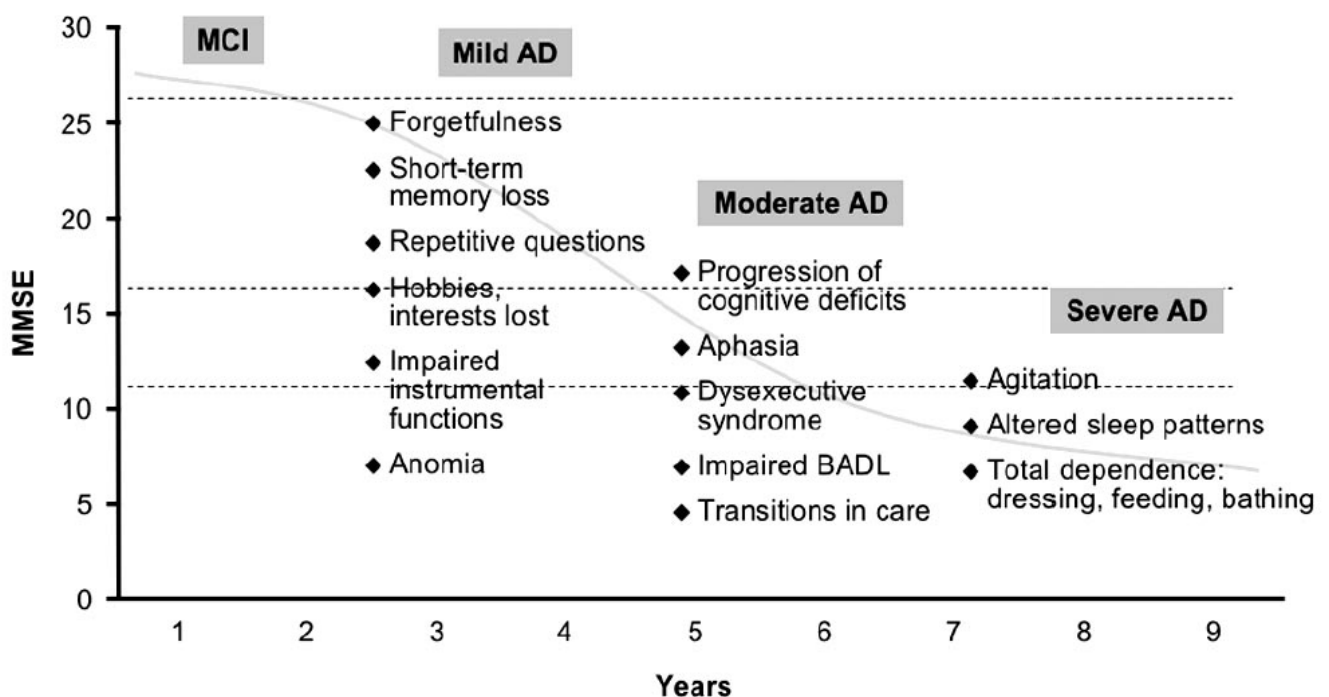 30
25
20
15
10
5
0
MMSE
MCI
Mild AD
Forgetfulness
Short-term
memory loss
Repetitive questions
Hobbies,
interests lost
Impaired
instrumental
functions
Anomia
Moderate AD
Progression of
cognitive deficits
Aphasia
Dysexecutive
syndrome
Impaired BADL
Transitions in care
Severe AD
Agitation
Altered sleep patterns
Total dependence:
dressing, feeding, bathing
1 2 3 4 5 6 7 8 9
Years